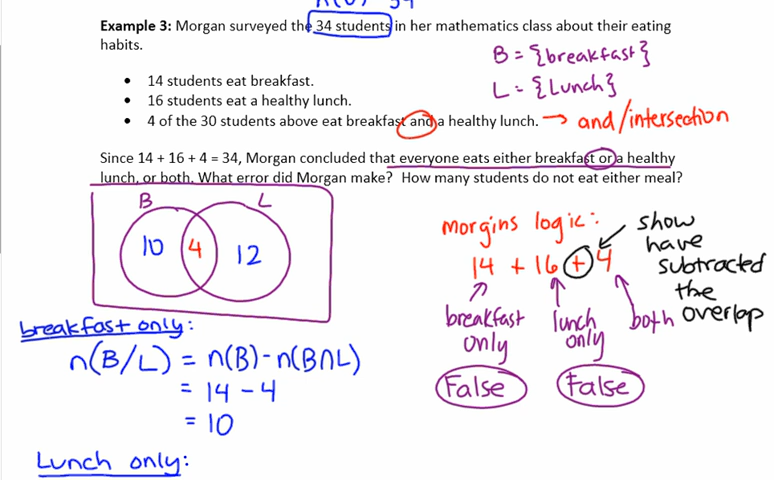 Example 3: Morgan surveyed the 34 students in her mathematics class about their eating
habits.
B = {breakfast}
L = {Lunch}
• 14 students eat breakfast.
• 16 students eat a healthy lunch.
• 4 of the 30 students above eat breakfast and a healthy lunch. → and/intersection
Since 14 + 16 + 4 = 34, Morgan concluded that everyone eats either breakfast or a healthy
lunch, or both. What error did Morgan make? How many students do not eat either meal?
B L
10 4 12
morgins logic:
14 + 16 + 4
show
have
subtracted
the
overlap
breakfast
only
lunch
only
both
False False
breakfast only:
n(B/L) = n(B) - n(B∩L)
= 14 - 4
= 10
Lunch only: